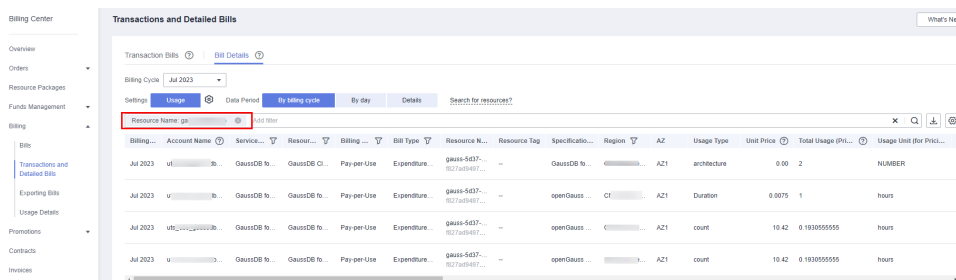 Billing Center
Transactions and Detailed Bills
What's Ne
Overview
Orders
Resource Packages
Funds Management
Billing
Bills
Transactions and
Detailed Bills
Exporting Bills
Usage Details
Promotions
Contracts
Invoices
Transaction Bills Bill Details
Billing Cycle Jul 2023
Settings Usage Data Period By billing cycle By day Details Search for resources?
Resource Name: ga Add filter
Billing... Account Name Service... Resour... Billing ... Bill Type Resource N... Resource Tag Specificatio... Region AZ Usage Type Unit Price Total Usage (Pri... Usage Unit (for Prici...
Jul 2023 GaussDB fo... GaussDB Cl... Pay-per-Use Expenditure... gauss-5d37-... -- GaussDB fo... AZ1 architecture 0.00 2 NUMBER
f627ad9497...
Jul 2023 GaussDB fo... GaussDB fo... Pay-per-Use Expenditure... gauss-5d37-... -- openGauss ... AZ1 Duration 0.0075 1 hours
f627ad9497...
Jul 2023 GaussDB fo... GaussDB fo... Pay-per-Use Expenditure... gauss-5d37-... -- openGauss ... AZ1 count 10.42 0.1930555555 hours
f627ad9497...
Jul 2023 GaussDB fo... GaussDB fo... Pay-per-Use Expenditure... gauss-5d37-... -- openGauss ... AZ1 count 10.42 0.1930555555 hours
f627ad9497...